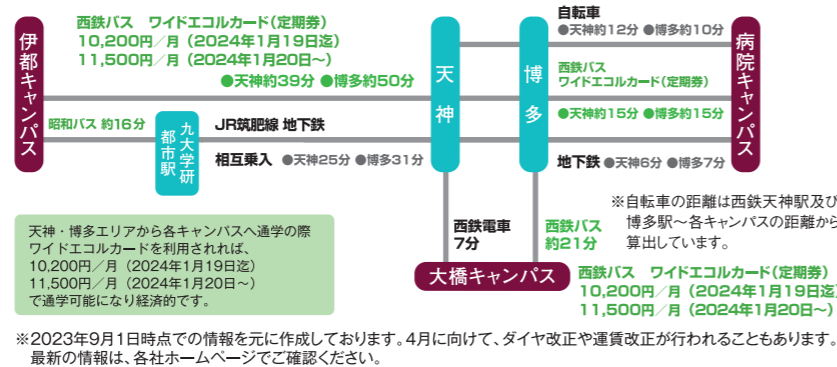 伊都キャンパス
西鉄バス　ワイドエコルカード（定期券）
10,200円／月（2024年1月19日迄）
11,500円／月（2024年1月20日～）
●天神約39分 ●博多約50分
昭和バス 約16分
九大学研
都市駅
JR筑肥線 地下鉄
相互乗入 ●天神25分 ●博多31分
天神
博多
自転車
●天神約12分 ●博多約10分
西鉄バス
ワイドエコルカード（定期券）
●天神約15分 ●博多約15分
地下鉄 ●天神6分 ●博多7分
病院キャンパス
※自転車の距離は西鉄天神駅及び
博多駅～各キャンパスの距離から
算出しています。
西鉄電車
7分
西鉄バス
約21分
大橋キャンパス
西鉄バス　ワイドエコルカード（定期券）
10,200円／月（2024年1月19日迄）
11,500円／月（2024年1月20日～）
天神・博多エリアから各キャンパスへ通学の際
ワイドエコルカードを利用されれば、
10,200円／月（2024年1月19日迄）
11,500円／月（2024年1月20日～）
で通学可能になり経済的です。
※2023年9月1日時点での情報を元に作成しております。4月に向けて、ダイヤ改正や運賃改正が行われることもあります。
最新の情報は、各社ホームページでご確認ください。